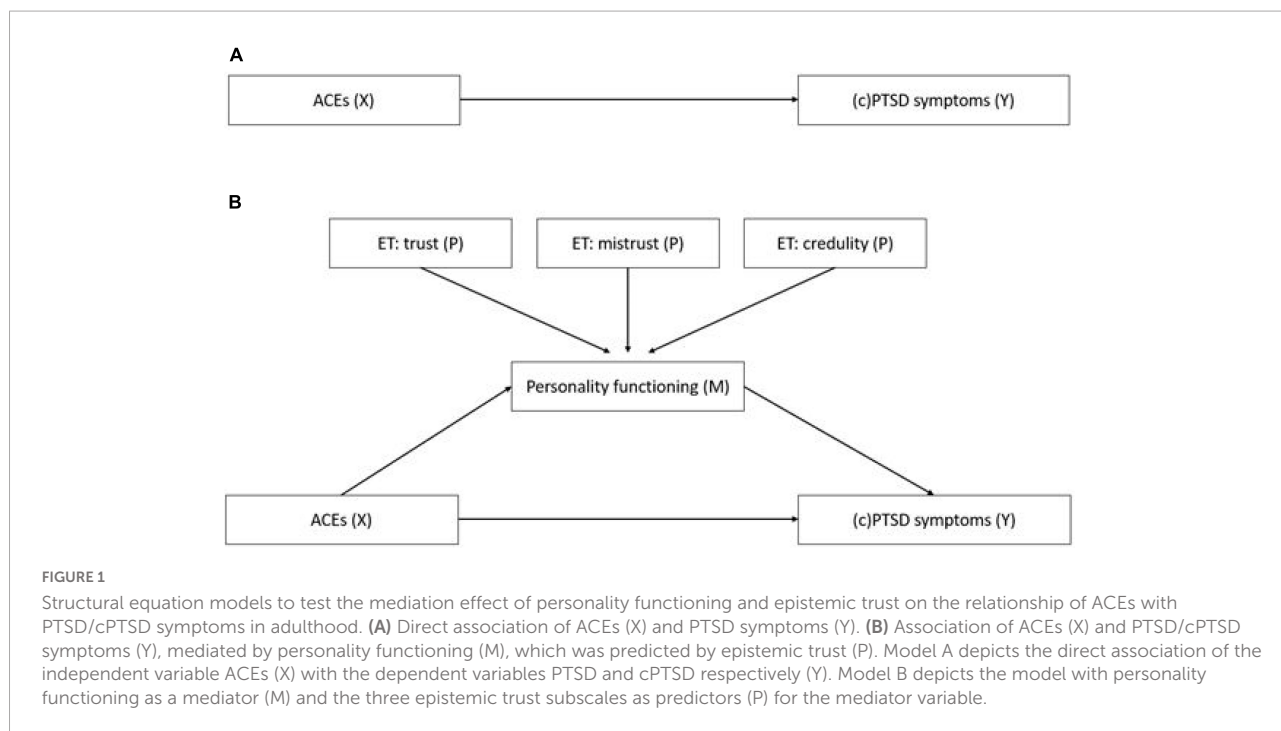 A
ACEs (X)
(c)PTSD symptoms (Y)
B
ET: trust (P)
ET: mistrust (P)
ET: credulity (P)
Personality functioning (M)
ACEs (X)
(c)PTSD symptoms (Y)
FIGURE 1
Structural equation models to test the mediation effect of personality functioning and epistemic trust on the relationship of ACEs with
PTSD/cPTSD symptoms in adulthood. (A) Direct association of ACEs (X) and PTSD symptoms (Y). (B) Association of ACEs (X) and PTSD/cPTSD
symptoms (Y), mediated by personality functioning (M), which was predicted by epistemic trust (P). Model A depicts the direct association of the
independent variable ACEs (X) with the dependent variables PTSD and cPTSD respectively (Y). Model B depicts the model with personality
functioning as a mediator (M) and the three epistemic trust subscales as predictors (P) for the mediator variable.